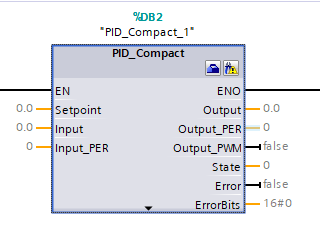 %DB2
"PID_Compact_1"
PID_Compact
EN ENO
0.0 Setpoint Output 0.0
0.0 Input Output_PER 0
0 Input_PER Output_PWM false
State 0
Error false
ErrorBits 16#0